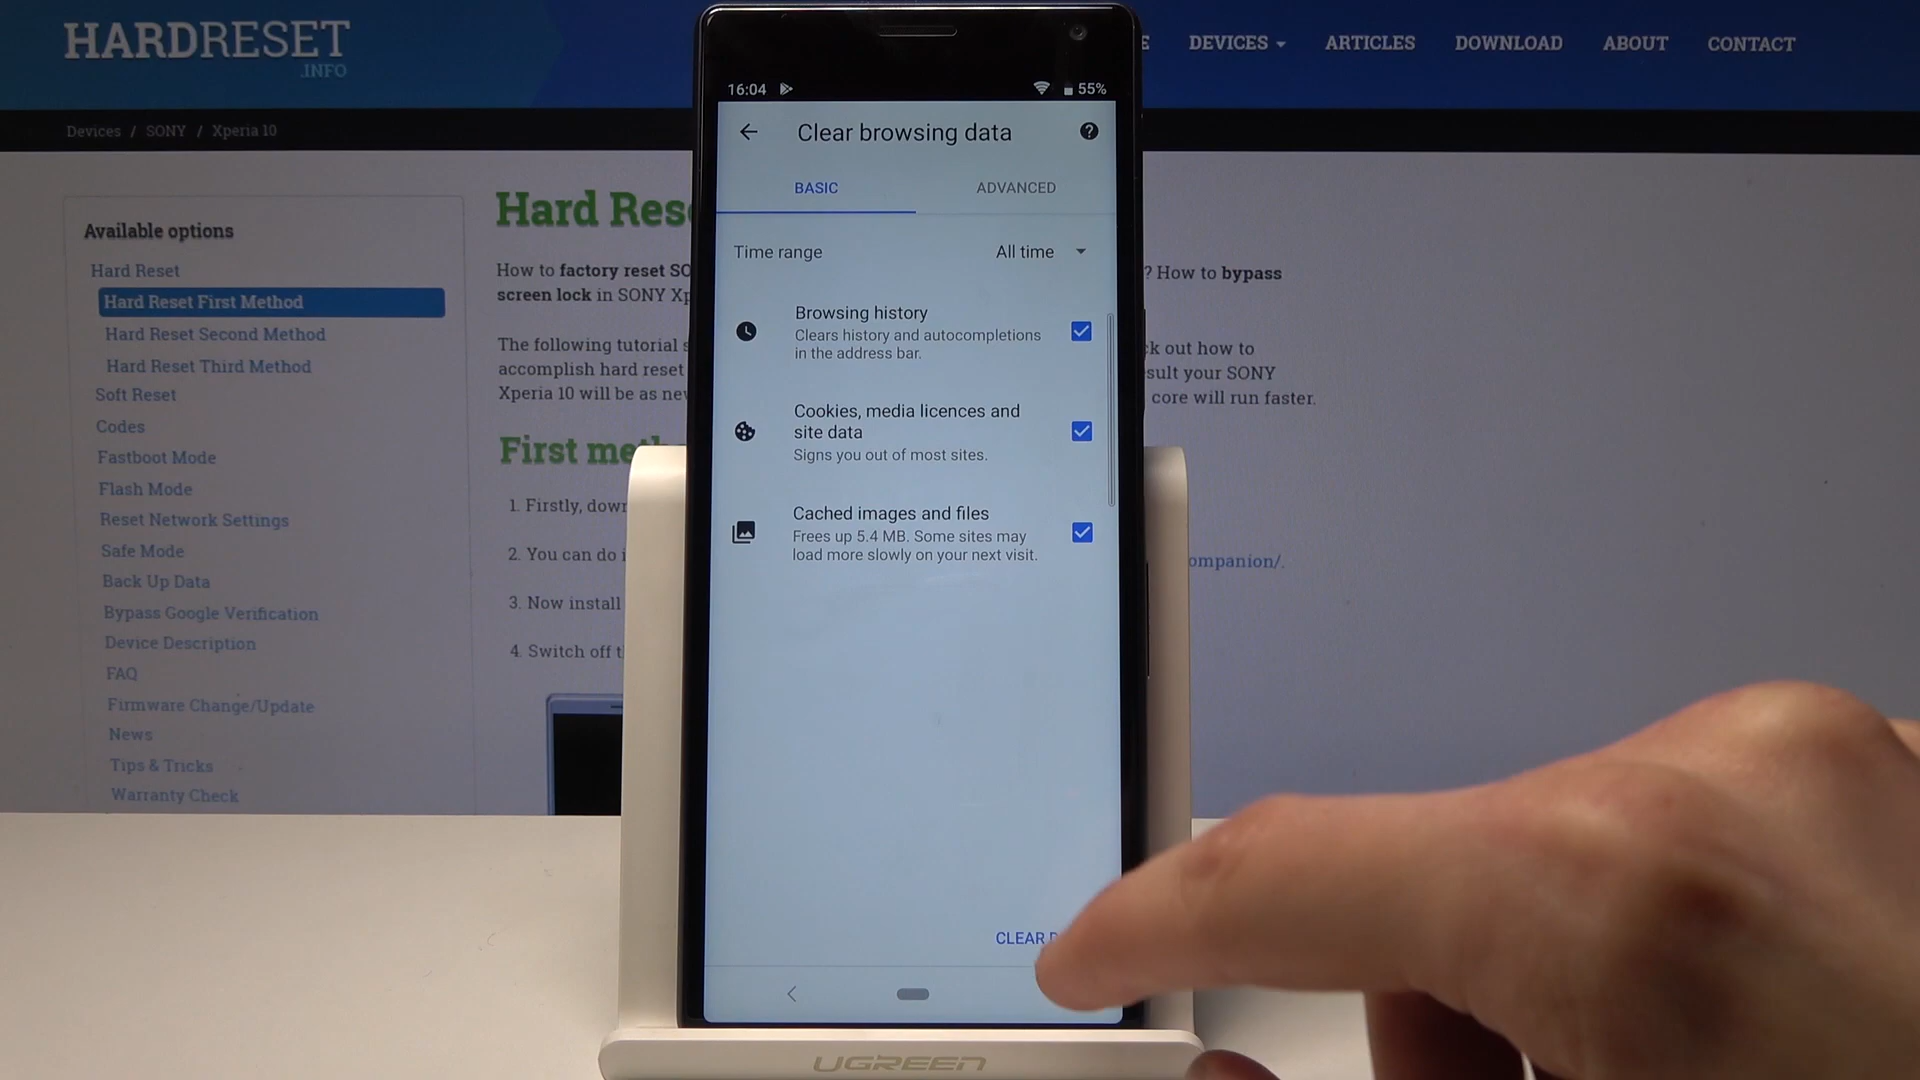 HARDRESET
.INFO
DEVICES
ARTICLES
DOWNLOAD
ABOUT
CONTACT
Devices / SONY / Xperia 10
Available options
Hard Reset
Hard Reset First Method
Hard Reset Second Method
Hard Reset Third Method
Soft Reset
Codes
Fastboot Mode
Flash Mode
Reset Network Settings
Safe Mode
Back Up Data
Bypass Google Verification
Device Description
FAQ
Firmware Change/Update
News
Tips & Tricks
Warranty Check
Hard Res
How to factory reset SO
screen lock in SONY Xp
The following tutorial s
accomplish hard reset
Xperia 10 will be as ne
First me
1. Firstly, dow
2. You can do i
3. Now install
4. Switch off t
? How to bypass
k out how to
sult your SONY
core will run faster.
ompanion/.
16:04
55%
Clear browsing data
BASIC
ADVANCED
Time range
All time
Browsing history
Clears history and autocompletions
in the address bar.
Cookies, media licences and
site data
Signs you out of most sites.
Cached images and files
Frees up 5.4 MB. Some sites may
load more slowly on your next visit.
CLEAR
UGREEN